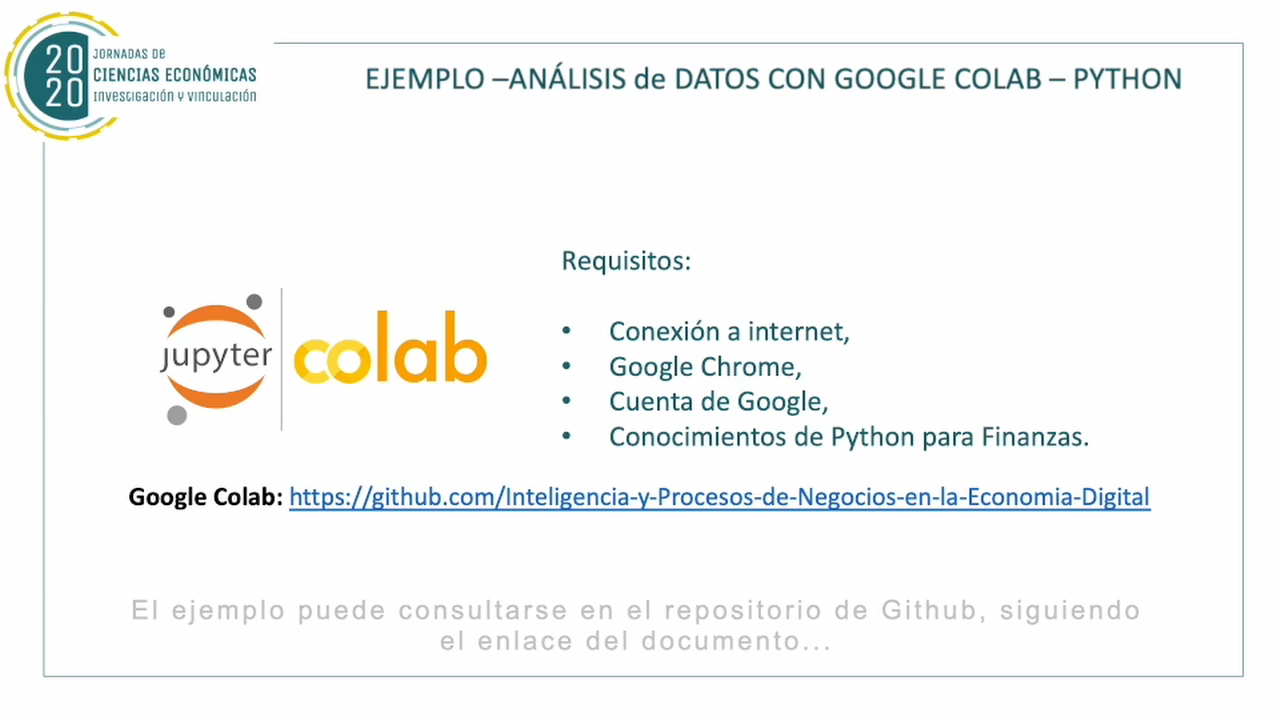 20
20
JORNADAS DE
CIENCIAS ECONÓMICAS
INVESTIGACIÓN Y VINCULACIÓN
EJEMPLO –ANÁLISIS de DATOS CON GOOGLE COLAB – PYTHON
Requisitos:
• Conexión a internet,
• Google Chrome,
• Cuenta de Google,
• Conocimientos de Python para Finanzas.
jupyter
colab
Google Colab: https://github.com/Inteligencia-y-Procesos-de-Negocios-en-la-Economia-Digital
El ejemplo puede consultarse en el repositorio de Github, siguiendo
el enlace del documento...